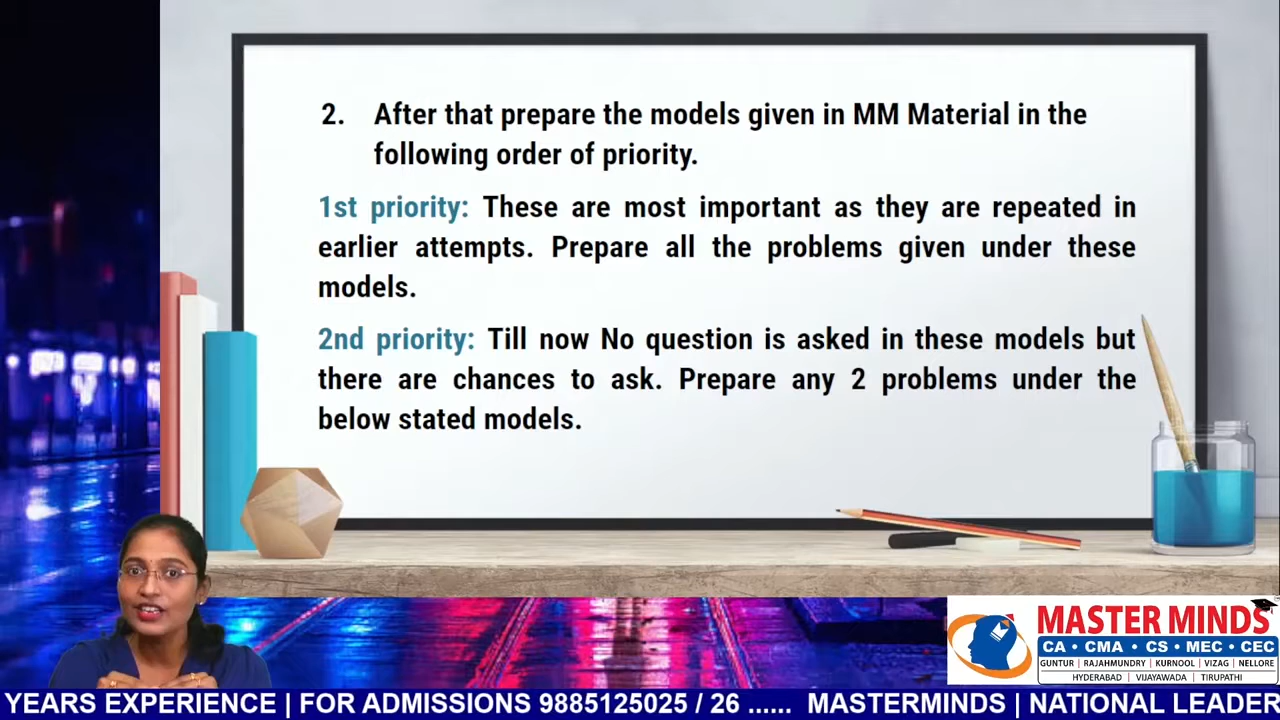 2. After that prepare the models given in MM Material in the
following order of priority.
1st priority: These are most important as they are repeated in
earlier attempts. Prepare all the problems given under these
models.
2nd priority: Till now No question is asked in these models but
there are chances to ask. Prepare any 2 problems under the
below stated models.
MASTER MINDS
CA • CMA • CS • MEC • CEC
GUNTUR | RAJAHMUNDRY | KURNOOL | VIZAG | NELLORE
HYDERABAD | VIJAYAWADA | TIRUPATHI
YEARS EXPERIENCE | FOR ADMISSIONS 9885125025 / 26 ...... MASTERMINDS | NATIONAL LEADER